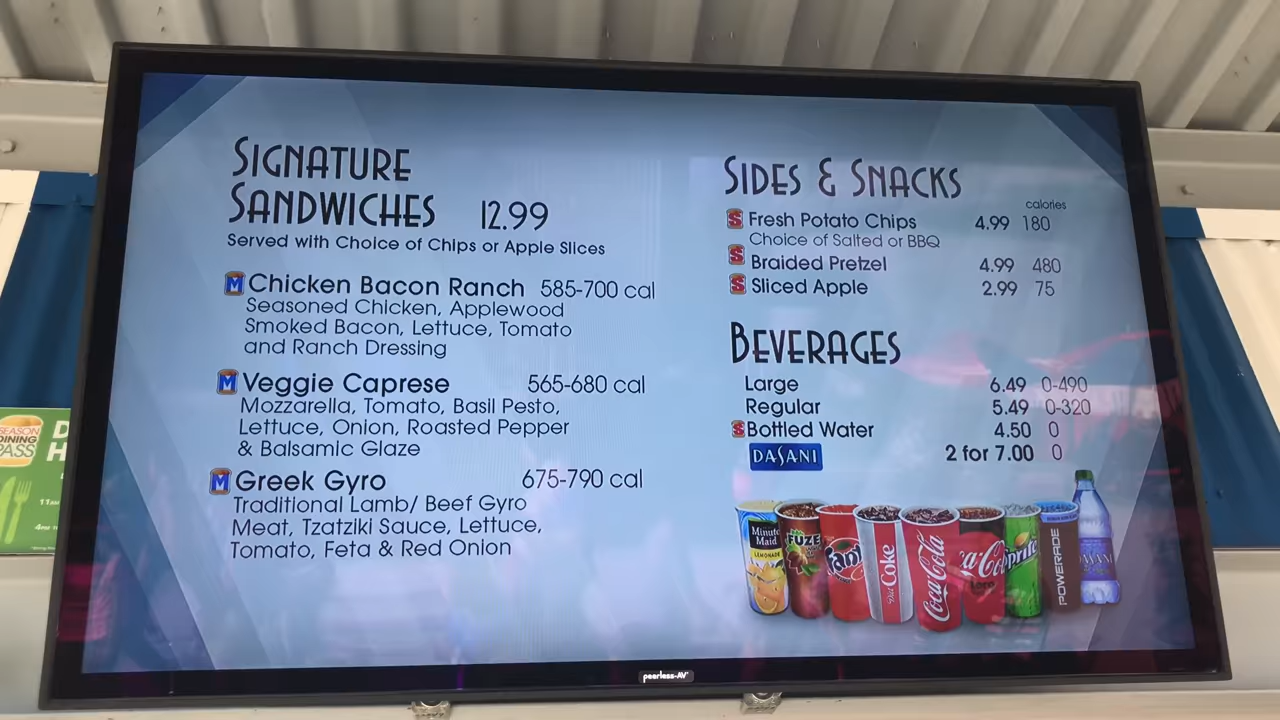 SIGNATURE
SANDWICHES 12.99
Served with Choice of Chips or Apple Slices
M Chicken Bacon Ranch 585-700 cal
Seasoned Chicken, Applewood
Smoked Bacon, Lettuce, Tomato
and Ranch Dressing
M Veggie Caprese 565-680 cal
Mozzarella, Tomato, Basil Pesto,
Lettuce, Onion, Roasted Pepper
& Balsamic Glaze
M Greek Gyro 675-790 cal
Traditional Lamb/ Beef Gyro
Meat, Tzatziki Sauce, Lettuce,
Tomato, Feta & Red Onion
SIDES & SNACKS
calories
S Fresh Potato Chips 4.99 180
Choice of Salted or BBQ
S Braided Pretzel 4.99 480
S Sliced Apple 2.99 75
BEVERAGES
Large 6.49 0-490
Regular 5.49 0-320
S Bottled Water 4.50 0
DASANI 2 for 7.00 0
Minute
Maid
LEMONADE
FUZE
Fanta
Diet Coke
Coca-Cola
Coca-Cola
Zero
Sprite
POWERADE
DASANI
SEASON
DINING
PASS
D
H
11AM
4PM
peerless-AV